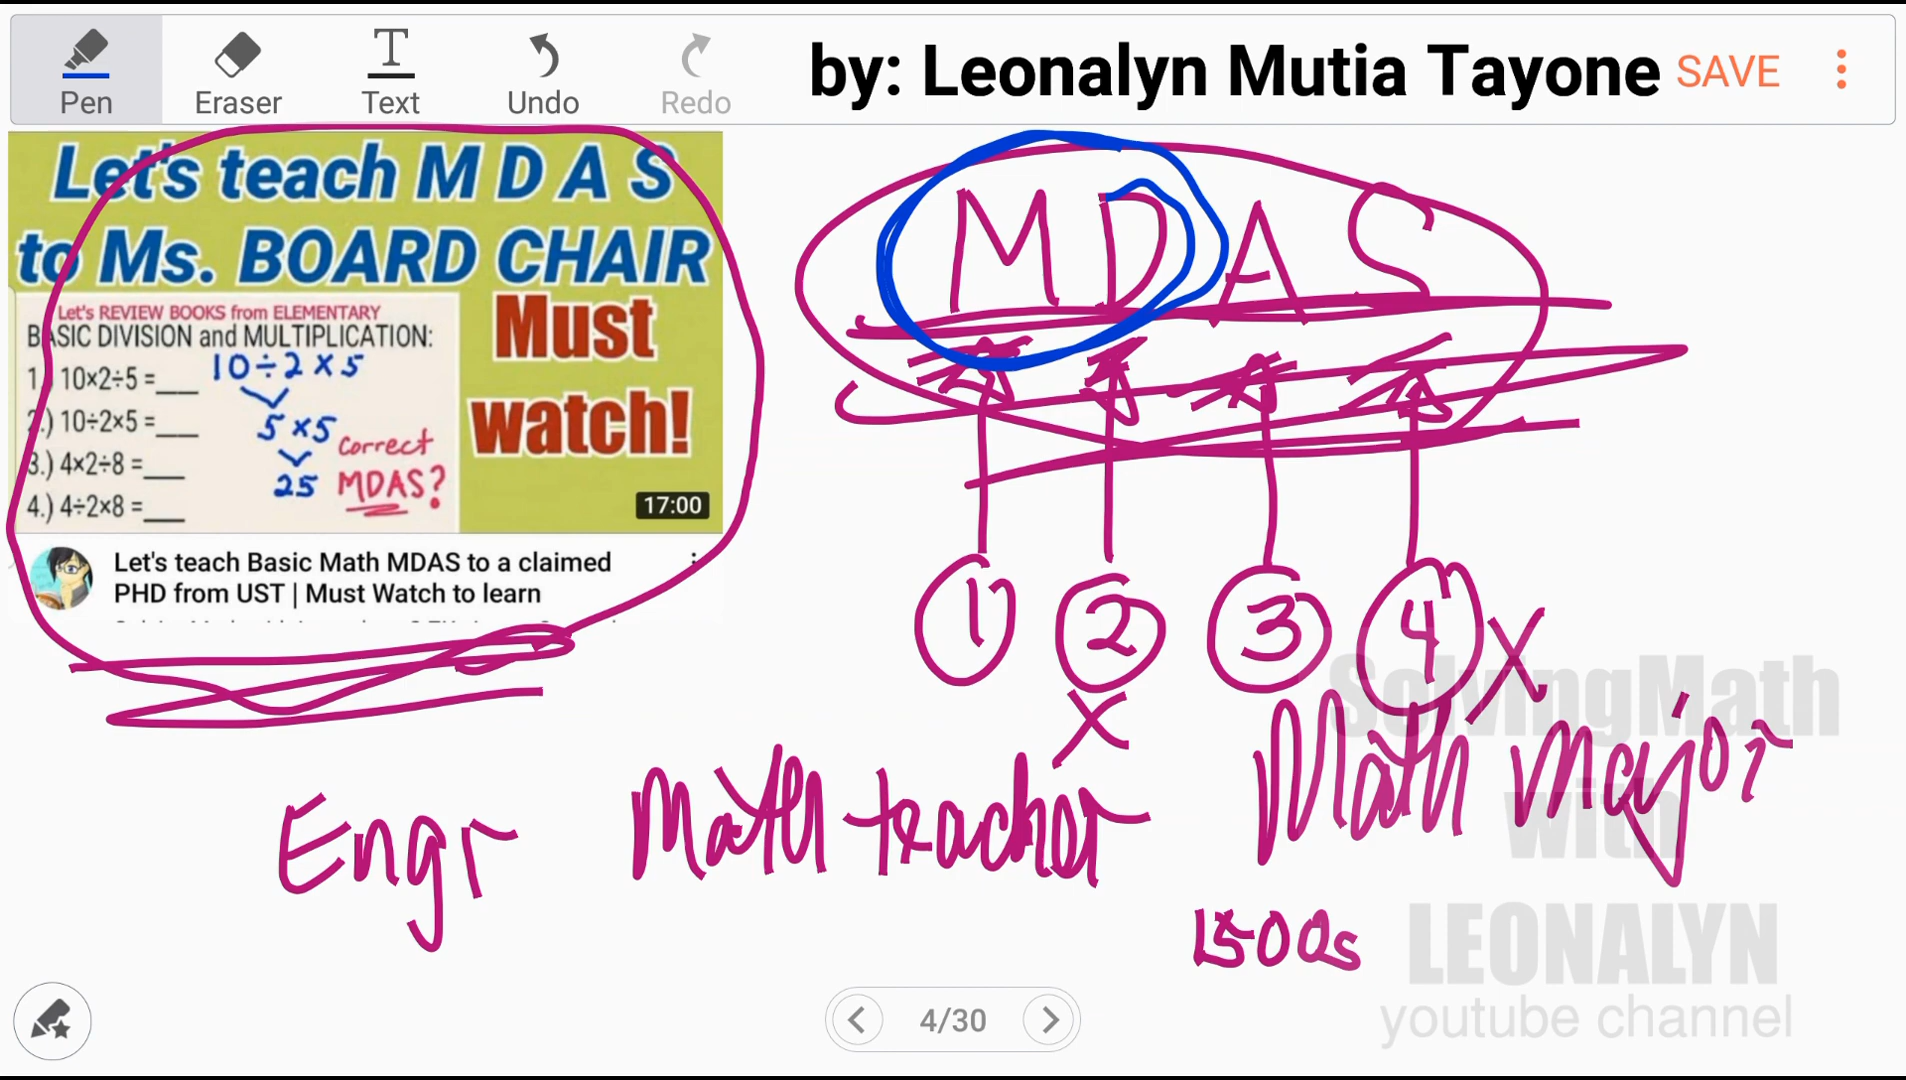 Pen Eraser Text Undo Redo by: Leonalyn Mutia Tayone SAVE
Let's teach M D A S
to Ms. BOARD CHAIR
Let's REVIEW BOOKS from ELEMENTARY
BASIC DIVISION and MULTIPLICATION:
1.) 10×2÷5 =___
2.) 10÷2×5 =___
3.) 4×2÷8 =___
4.) 4÷2×8 =___
10÷2×5
5×5
25
Correct
MDAS?
Must
watch!
17:00
Let's teach Basic Math MDAS to a claimed
PHD from UST | Must Watch to learn
MDAS
1 2 3 4 X
X
Engr Math teacher Math major
1500s
SolvingMath
with
LEONALYN
youtube channel
4/30